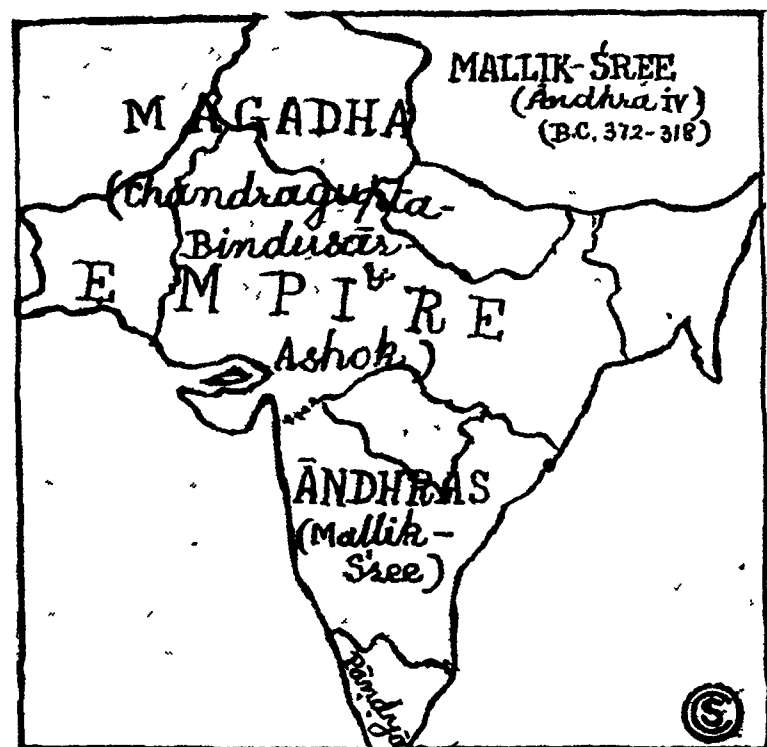 MALLIK-ŚREE
(Āndhra IV)
(B.C. 372-318)
MAGADHA
(Chandragupta-
Bindusār-
a-
EMPIRE
Ashok)
ĀNDHRAS
(Mallik-
Śree)
Pāndya